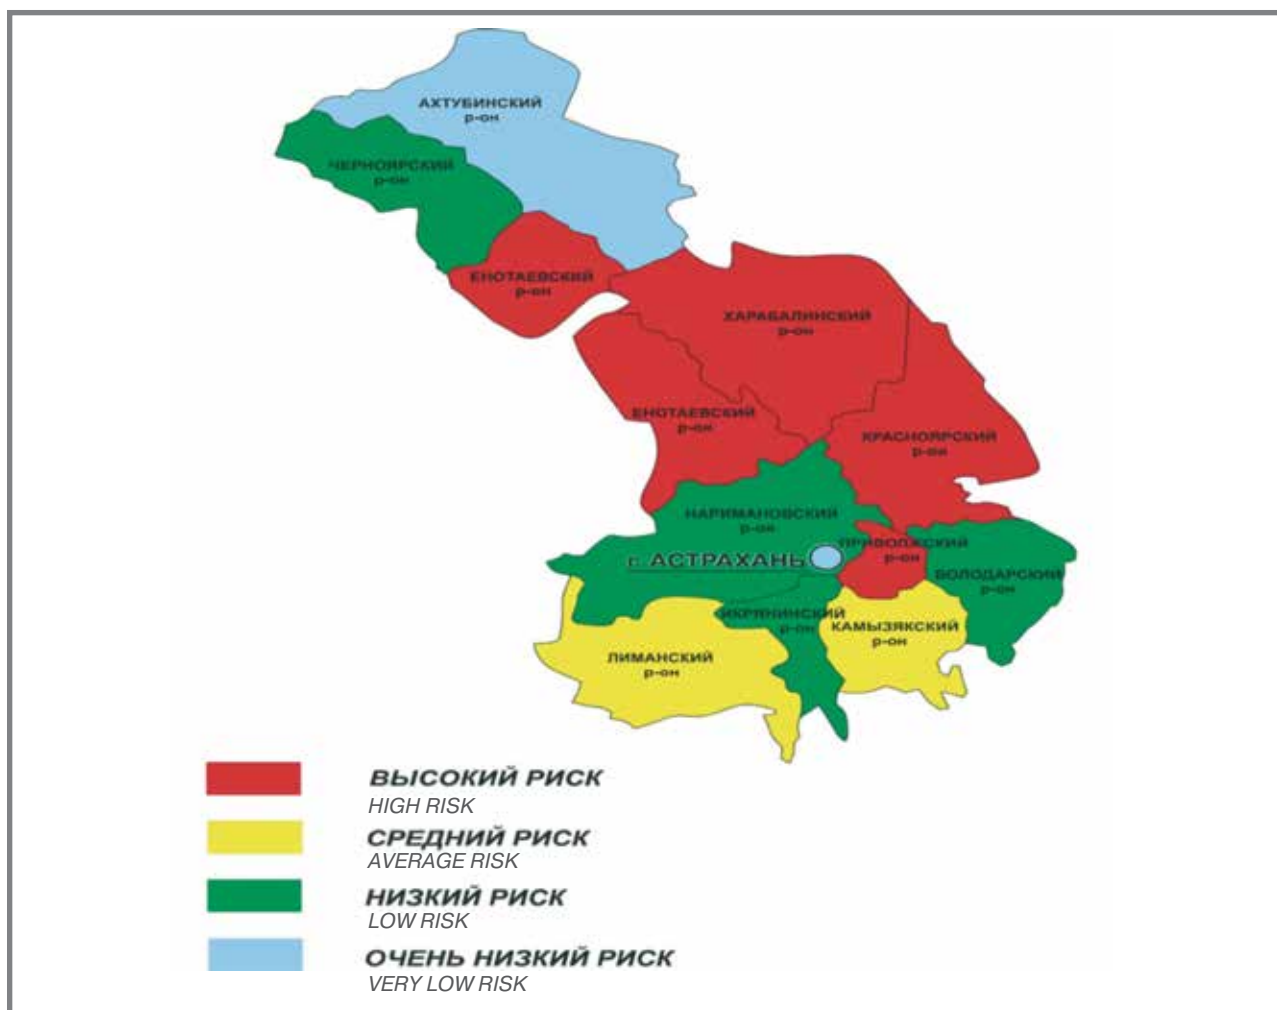 АХТУБИНСКИЙ
р-он
ЧЕРНОЯРСКИЙ
р-он
ЕНОТАЕВСКИЙ
р-он
ХАРАБАЛИНСКИЙ
р-он
ЕНОТАЕВСКИЙ
р-он
КРАСНОЯРСКИЙ
р-он
НАРИМАНОВСКИЙ
р-он
ПРИВОЛЖСКИЙ
р-он
г. АСТРАХАНЬ
ВОЛОДАРСКИЙ
р-он
ИКРЯНИНСКИЙ
р-он
КАМЫЗЯКСКИЙ
р-он
ЛИМАНСКИЙ
р-он
ВЫСОКИЙ РИСК
HIGH RISK
СРЕДНИЙ РИСК
AVERAGE RISK
НИЗКИЙ РИСК
LOW RISK
ОЧЕНЬ НИЗКИЙ РИСК
VERY LOW RISK